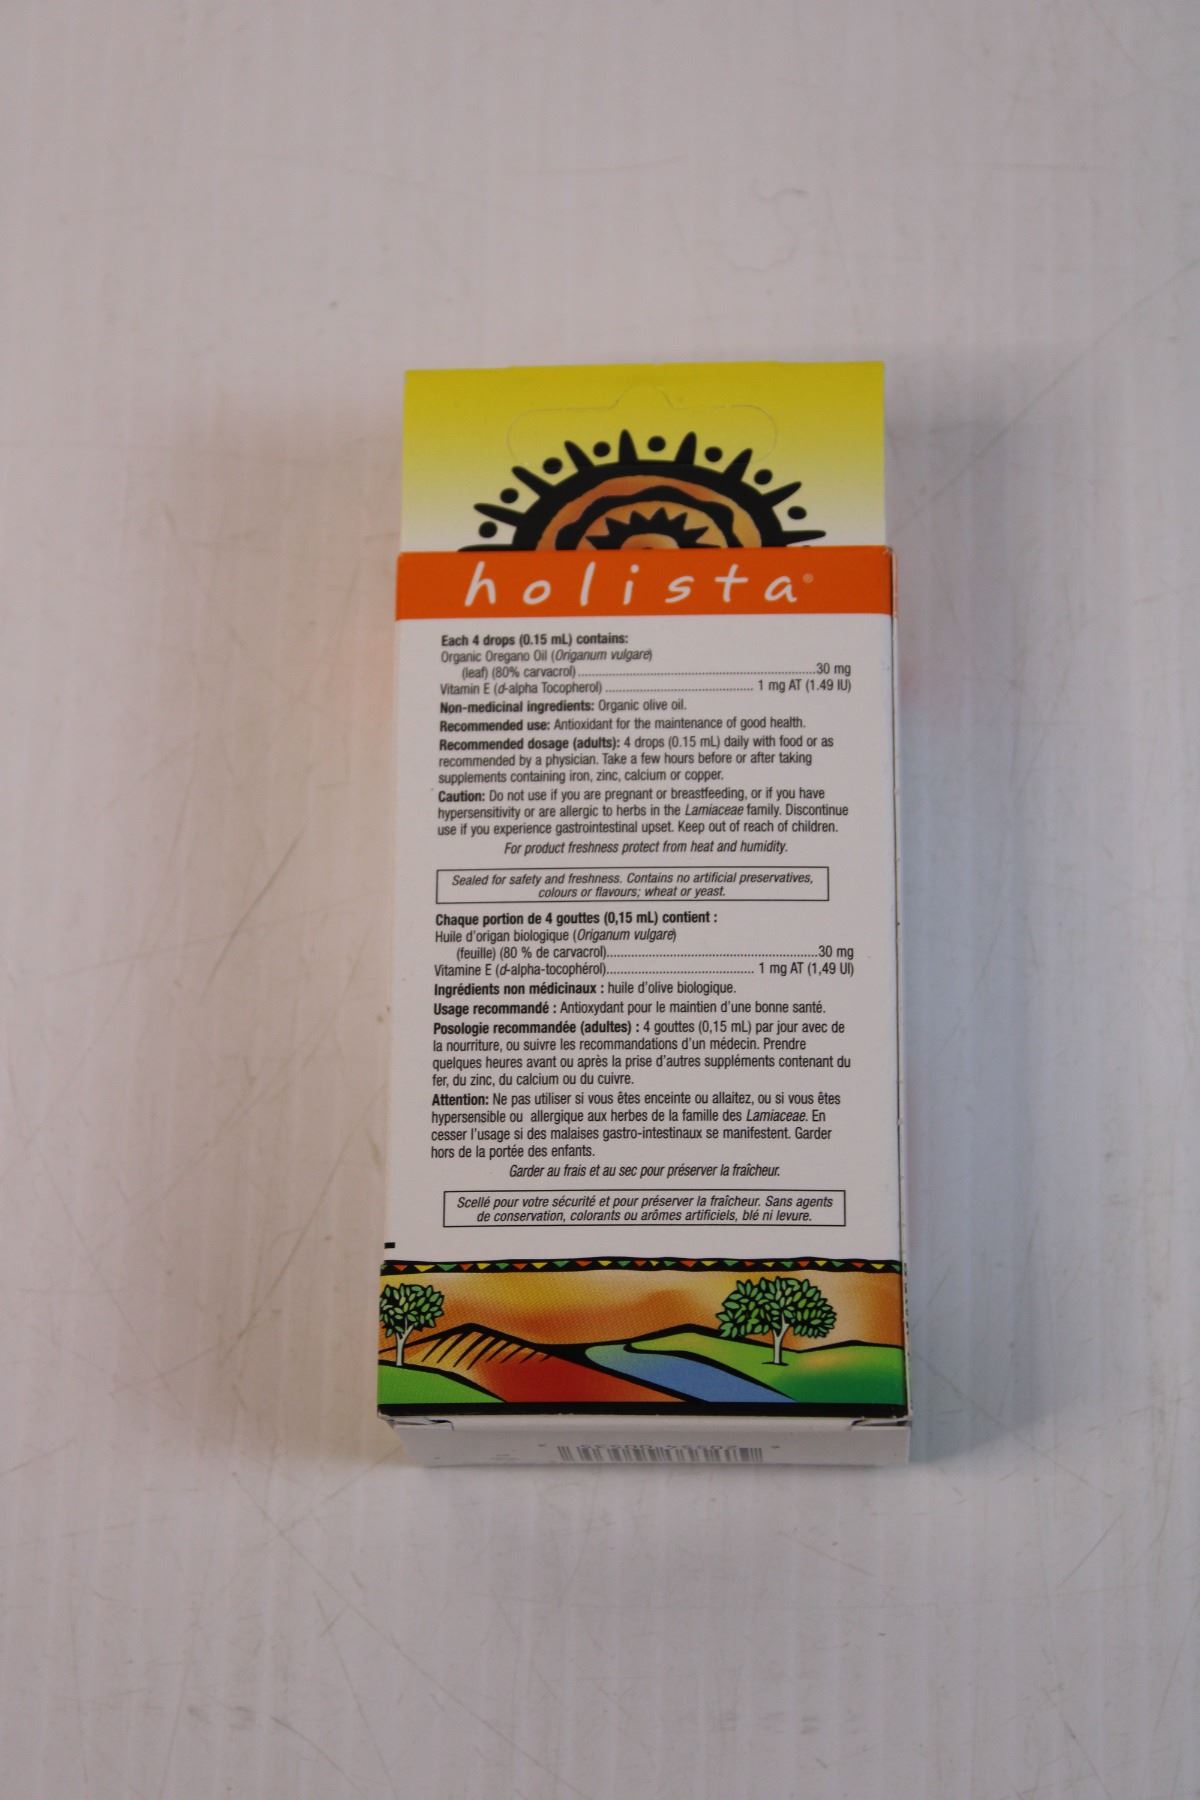 holista®
Each 4 drops (0.15 mL) contains:
Organic Oregano Oil (Origanum vulgare)
(leaf) (80% carvacrol)..............................30 mg
Vitamin E (d-alpha Tocopherol) .............................. 1 mg AT (1.49 IU)
Non-medicinal ingredients: Organic olive oil.
Recommended use: Antioxidant for the maintenance of good health.
Recommended dosage (adults): 4 drops (0.15 mL) daily with food or as
recommended by a physician. Take a few hours before or after taking
supplements containing iron, zinc, calcium or copper.
Caution: Do not use if you are pregnant or breastfeeding, or if you have
hypersensitivity or are allergic to herbs in the Lamiaceae family. Discontinue
use if you experience gastrointestinal upset. Keep out of reach of children.
For product freshness protect from heat and humidity.
Sealed for safety and freshness. Contains no artificial preservatives,
colours or flavours; wheat or yeast.
Chaque portion de 4 gouttes (0,15 mL) contient :
Huile d'origan biologique (Origanum vulgare)
(feuille) (80 % de carvacrol)..............................30 mg
Vitamine E (d-alpha-tocophérol).............................. 1 mg AT (1,49 UI)
Ingrédients non médicinaux : huile d'olive biologique.
Usage recommandé : Antioxydant pour le maintien d'une bonne santé.
Posologie recommandée (adultes) : 4 gouttes (0,15 mL) par jour avec de
la nourriture, ou suivre les recommandations d'un médecin. Prendre
quelques heures avant ou après la prise d'autres suppléments contenant du
fer, du zinc, du calcium ou du cuivre.
Attention: Ne pas utiliser si vous êtes enceinte ou allaitez, ou si vous êtes
hypersensible ou allergique aux herbes de la famille des Lamiaceae. En
cesser l'usage si des malaises gastro-intestinaux se manifestent. Garder
hors de la portée des enfants.
Garder au frais et au sec pour préserver la fraîcheur.
Scellé pour votre sécurité et pour préserver la fraîcheur. Sans agents
de conservation, colorants ou arômes artificiels, blé ni levure.